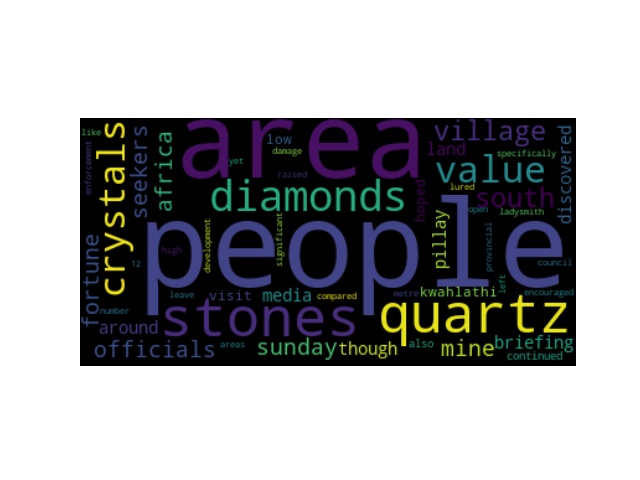 like
area
village
enforcement
crystals
seekers
africa
low
damage
yet
raised
land
specifically
discovered
value
lured
diamonds
hoped
south
open
ladysmith
people
fortune
high
12
development
significant
pillay
provincial
left
council
leave
visit
media
compared
metre
kwahlathi
encouraged
number
around
stones
quartz
officials
areas
sunday
though
also
mine
briefing
continued